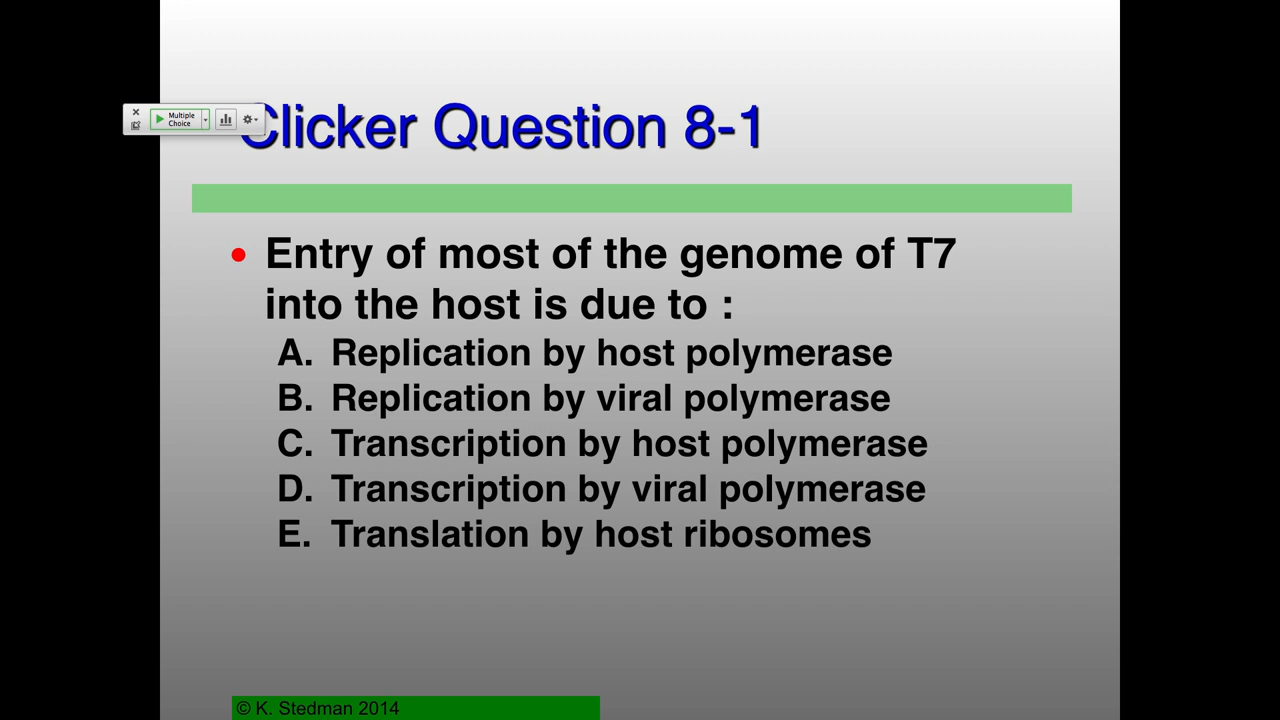 Multiple
Choice
Clicker Question 8-1
Entry of most of the genome of T7
into the host is due to :
A. Replication by host polymerase
B. Replication by viral polymerase
C. Transcription by host polymerase
D. Transcription by viral polymerase
E. Translation by host ribosomes
© K. Stedman 2014